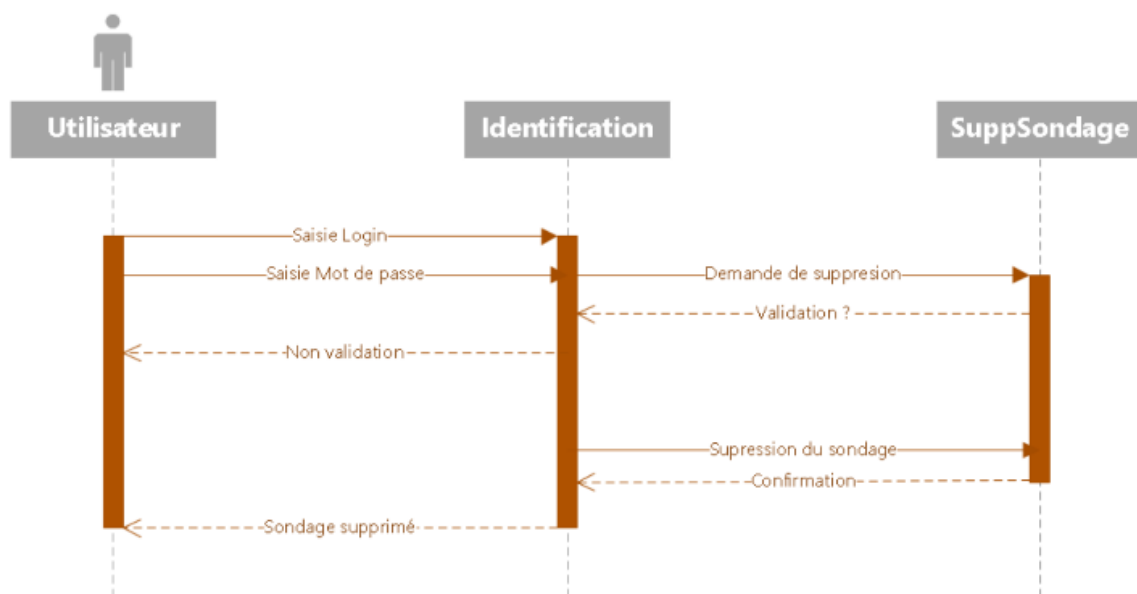 Utilisateur
Identification
SuppSondage
Saisie Login
Saisie Mot de passe
Demande de suppresion
Validation ?
Non validation
Supression du sondage
Confirmation
Sondage supprimé